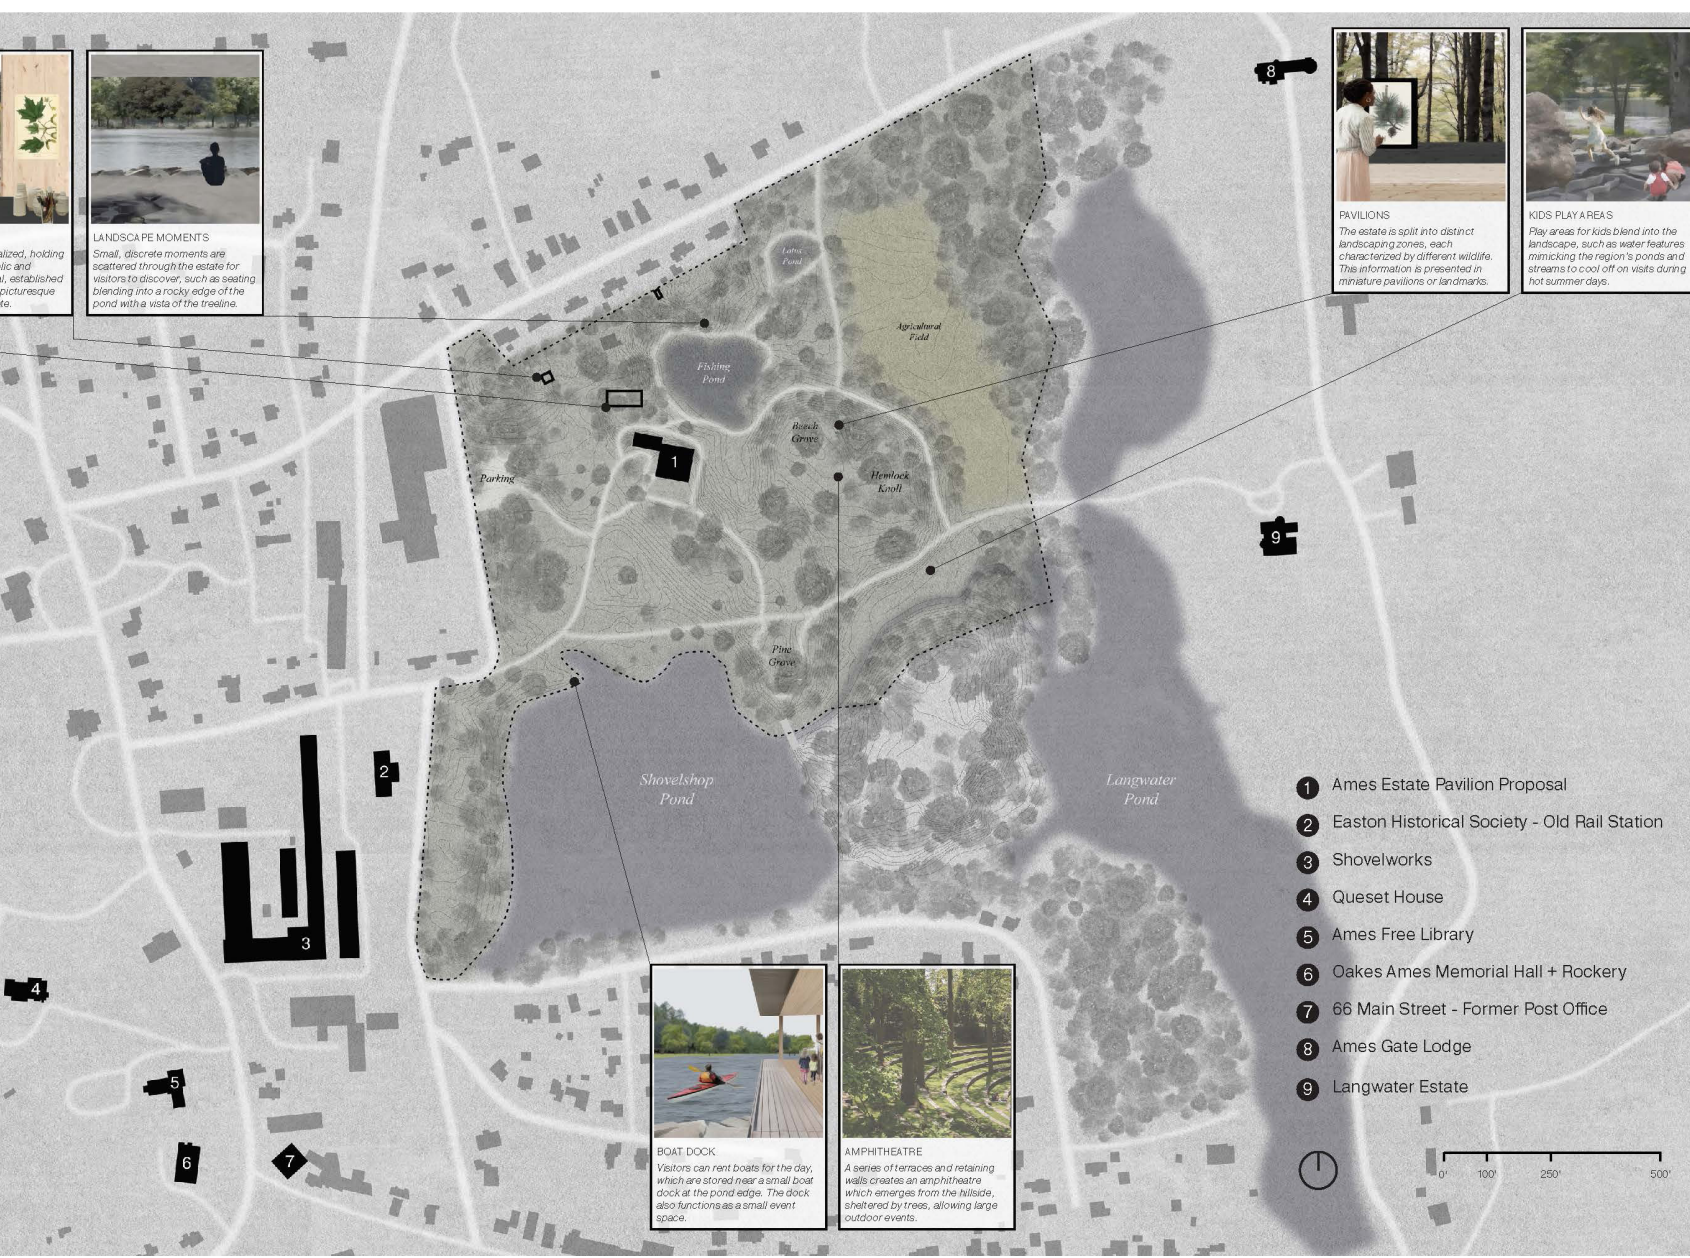 alized, holding
lic and
l, established
picturesque
te.
LANDSCAPE MOMENTS
Small, discrete moments are
scattered through the estate for
visitors to discover, such as seating
blending into a rocky edge of the
pond with a vista of the treeline.
PAVILIONS
The estate is split into distinct
landscaping zones, each
characterized by different wildlife.
This information is presented in
miniature pavilions or landmarks.
KIDS PLAY AREAS
Play areas for kids blend into the
landscape, such as water features
mimicking the region's ponds and
streams to cool off on visits during
hot summer days.
8
Lotus
Pond
Agricultural
Field
Fishing
Pond
Beech
Grove
1
Parking
Hemlock
Knoll
9
Pine
Grove
2
Shovelshop
Pond
Langwater
Pond
3
4
5
6
7
1 Ames Estate Pavilion Proposal
2 Easton Historical Society - Old Rail Station
3 Shovelworks
4 Queset House
5 Ames Free Library
6 Oakes Ames Memorial Hall + Rockery
7 66 Main Street - Former Post Office
8 Ames Gate Lodge
9 Langwater Estate
BOAT DOCK
Visitors can rent boats for the day,
which are stored near a small boat
dock at the pond edge. The dock
also functions as a small event
space.
AMPHITHEATRE
A series of terraces and retaining
walls creates an amphitheatre
which emerges from the hillside,
sheltered by trees, allowing large
outdoor events.
0' 100' 250' 500'